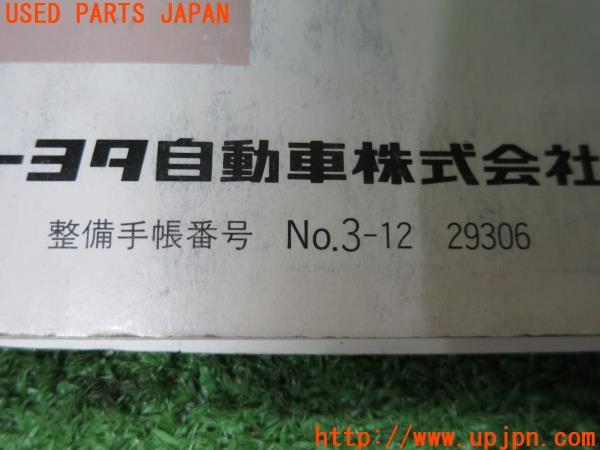 USED PARTS JAPAN
トヨタ自動車株式会社
整備手帳番号 No.3-12 29306
http://www.upjpn.com